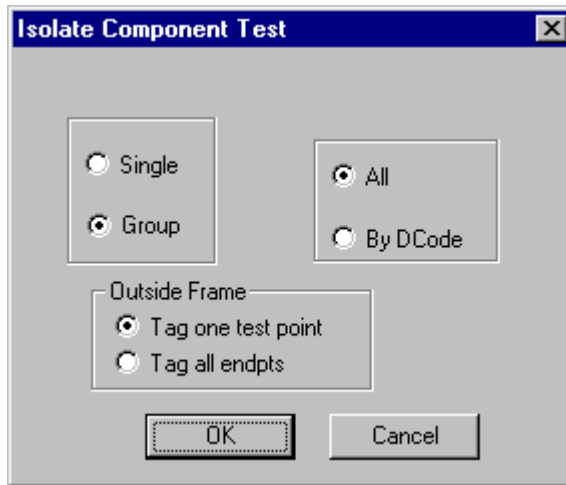 Isolate Component Test
Single
Group
All
By DCode
Outside Frame
Tag one test point
Tag all endpts
OK
Cancel